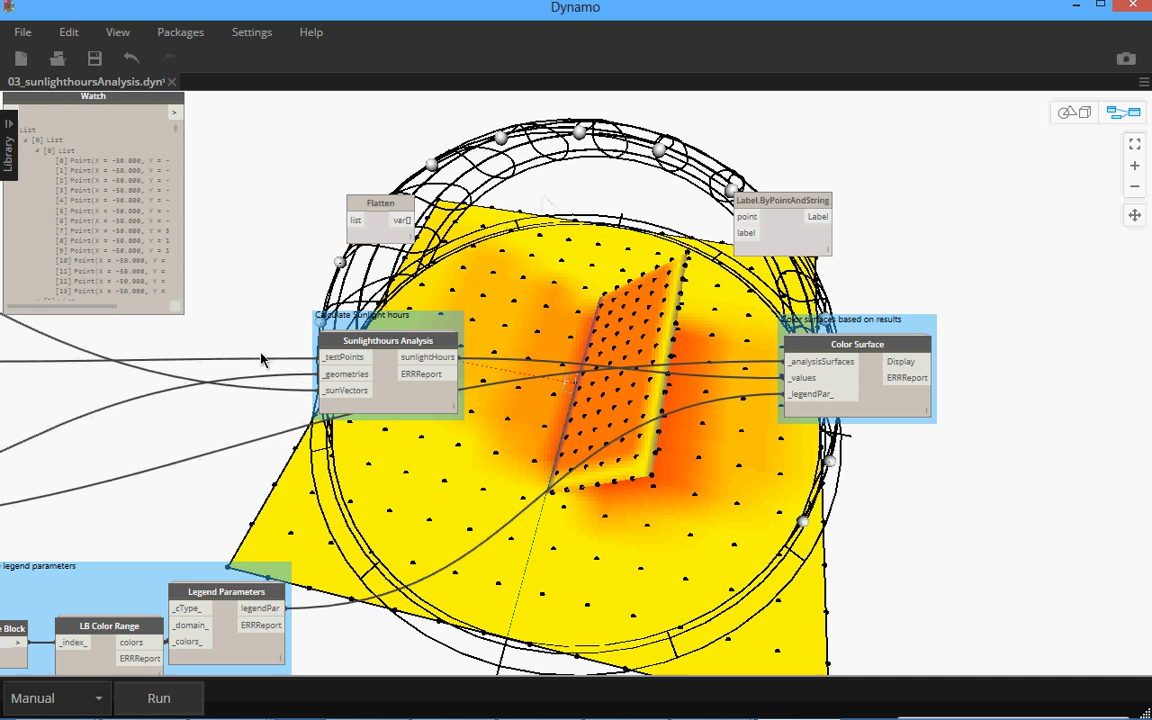 Dynamo
File Edit View Packages Settings Help
03_sunlighthoursAnalysis.dyn*
Watch
Library
List
[0] List
[0] List
[0] Point(X = -50.000, Y = -
[1] Point(X = -50.000, Y = -
[2] Point(X = -50.000, Y = -
[3] Point(X = -50.000, Y = -
[4] Point(X = -50.000, Y = -
[5] Point(X = -50.000, Y = -
[6] Point(X = -50.000, Y = -
[7] Point(X = -50.000, Y = 5
[8] Point(X = -50.000, Y = 1
[9] Point(X = -50.000, Y = 1
[10] Point(X = -50.000, Y =
[11] Point(X = -50.000, Y =
[12] Point(X = -50.000, Y =
[13] Point(X = -50.000, Y =
Flatten
list var[]
Label.ByPointAndString
point Label
label
Calculate Sunlight hours
Sunlighthours Analysis
_testPoints sunlightHours
_geometries ERRReport
_sunVectors
Color surfaces based on results
Color Surface
_analysisSurfaces Display
_values ERRReport
_legendPar_
legend parameters
Legend Parameters
_cType_ legendPar
_domain_ ERRReport
_colors_
Block
>
LB Color Range
_index_ colors
ERRReport
Manual Run